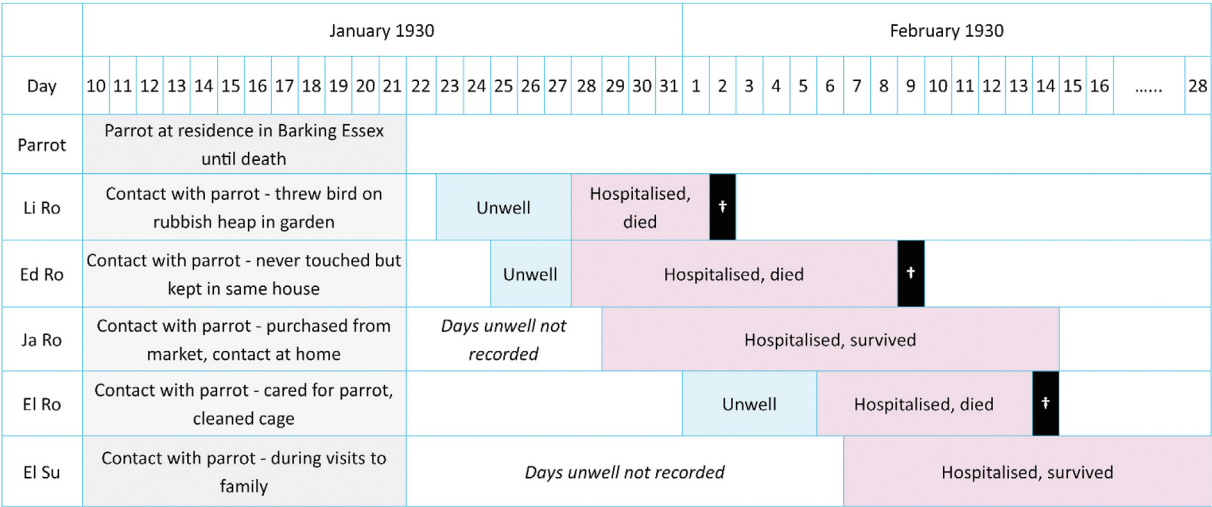 January 1930
February 1930
Day 10 11 12 13 14 15 16 17 18 19 20 21 22 23 24 25 26 27 28 29 30 31 1 2 3 4 5 6 7 8 9 10 11 12 13 14 15 16 ...... 28
Parrot
Parrot at residence in Barking Essex
until death
Li Ro
Contact with parrot - threw bird on
rubbish heap in garden
Unwell
Hospitalised,
died
✝
Ed Ro
Contact with parrot - never touched but
kept in same house
Unwell
Hospitalised, died
✝
Ja Ro
Contact with parrot - purchased from
market, contact at home
Days unwell not
recorded
Hospitalised, survived
El Ro
Contact with parrot - cared for parrot,
cleaned cage
Unwell
Hospitalised, died
✝
El Su
Contact with parrot - during visits to
family
Days unwell not recorded
Hospitalised, survived